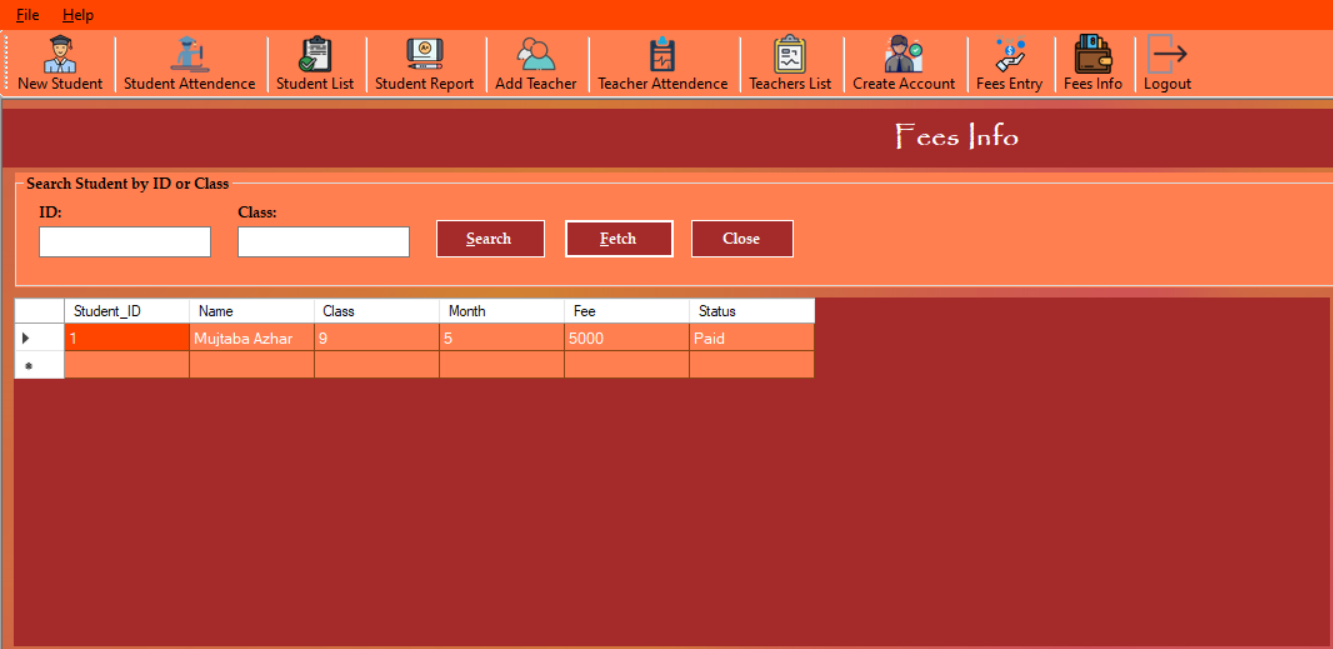 File Help
New Student Student Attendence Student List Student Report Add Teacher Teacher Attendence Teachers List Create Account Fees Entry Fees Info Logout
Fees Info
Search Student by ID or Class
ID: Class:
Search Fetch Close
Student_ID Name Class Month Fee Status
1 Mujtaba Azhar 9 5 5000 Paid